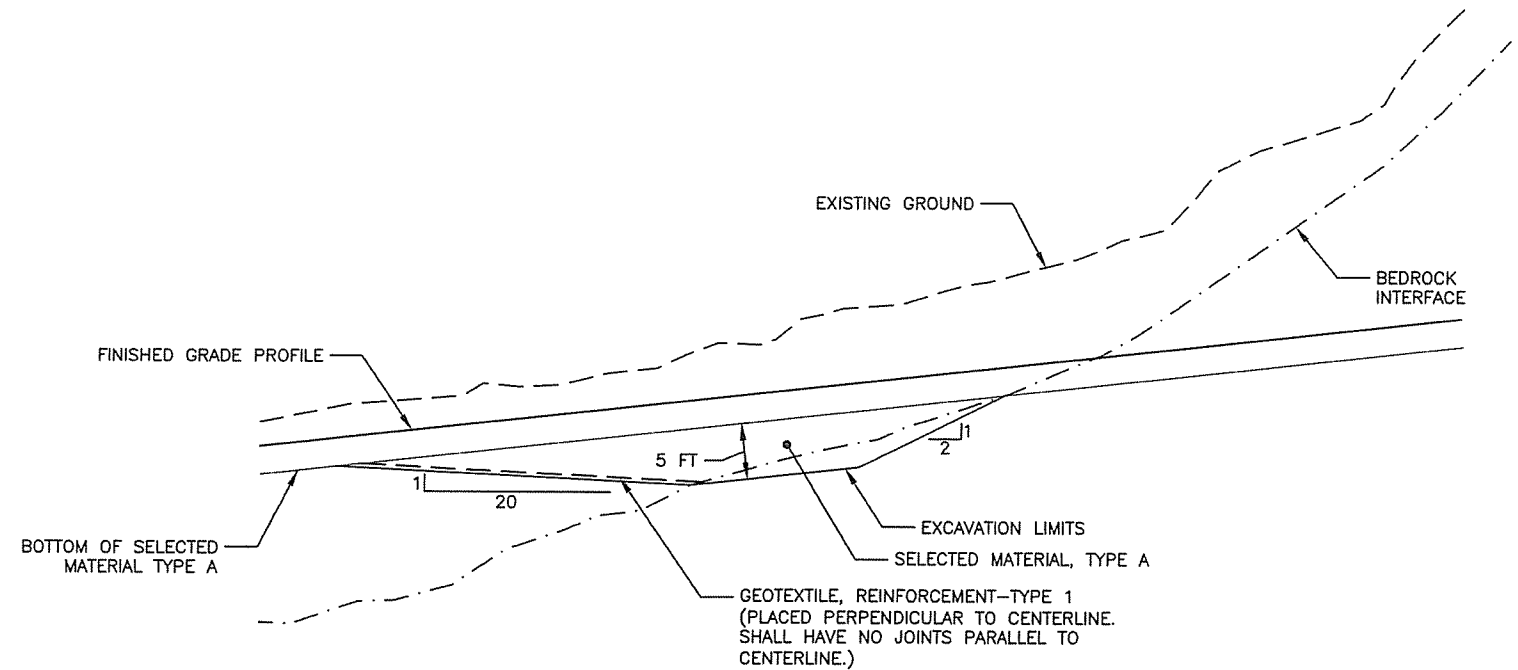 EXISTING GROUND
BEDROCK
INTERFACE
FINISHED GRADE PROFILE
5 FT
1
2
1
20
EXCAVATION LIMITS
BOTTOM OF SELECTED
MATERIAL TYPE A
SELECTED MATERIAL, TYPE A
GEOTEXTILE, REINFORCEMENT-TYPE 1
(PLACED PERPENDICULAR TO CENTERLINE.
SHALL HAVE NO JOINTS PARALLEL TO
CENTERLINE.)